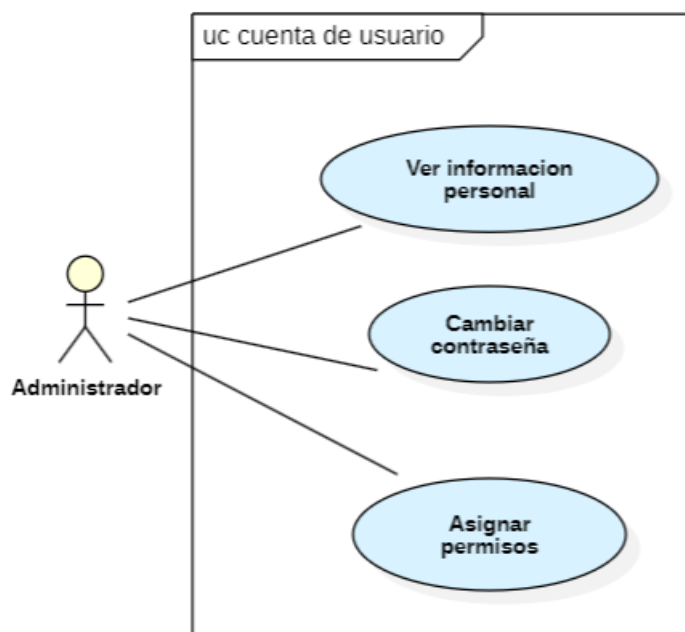 uc cuenta de usuario
Ver informacion
personal
Cambiar
contraseña
Administrador
Asignar
permisos